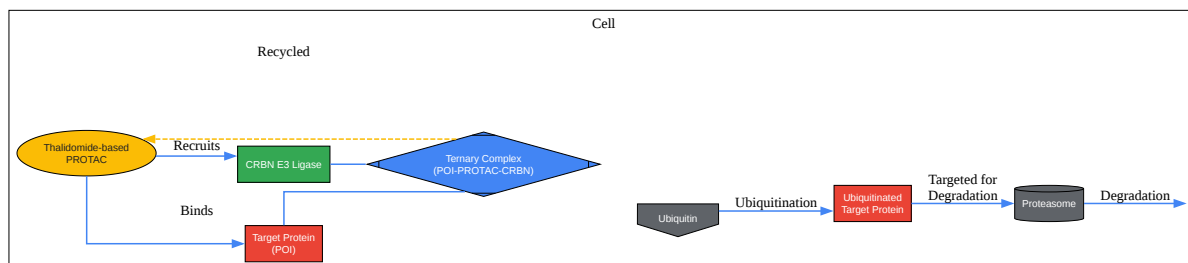 Cell
Recycled
Thalidomide-based
PROTAC
Recruits
CRBN E3 Ligase
Ternary Complex
(POI-PROTAC-CRBN)
Binds
Target Protein
(POI)
Ubiquitin
Ubiquitination
Ubiquitinated
Target Protein
Targeted for
Degradation
Proteasome
Degradation